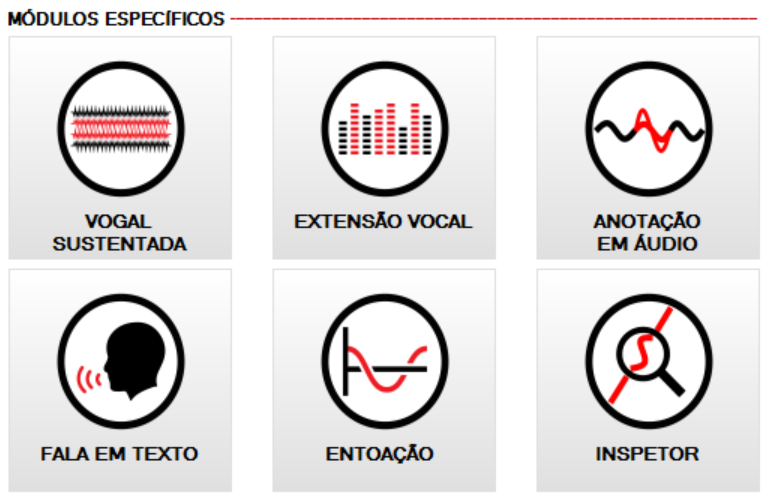 MÓDULOS ESPECÍFICOS
VOGAL
SUSTENTADA
EXTENSÃO VOCAL
ANOTAÇÃO
EM ÁUDIO
FALA EM TEXTO
ENTOAÇÃO
INSPETOR